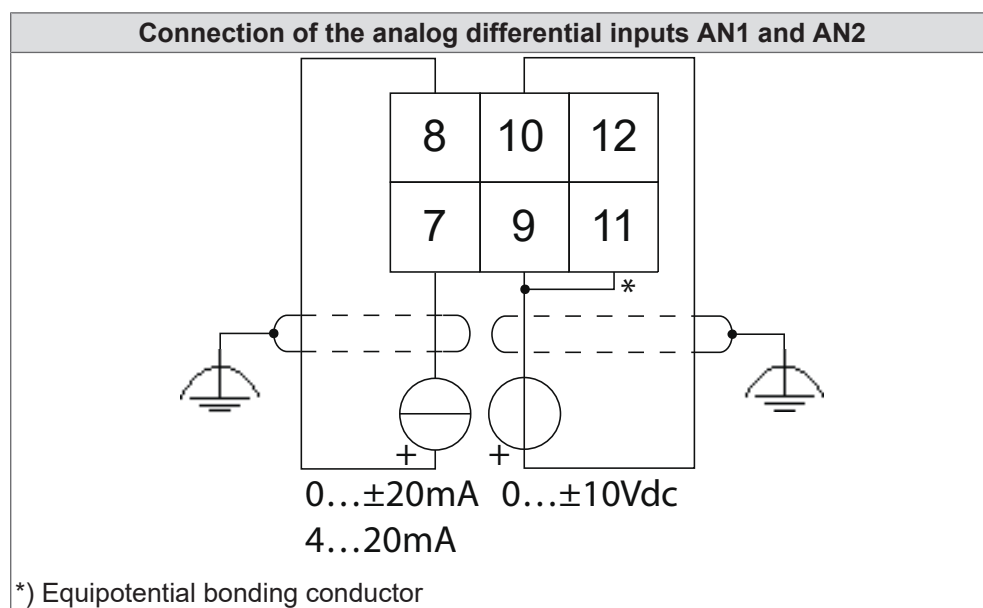 Connection of the analog differential inputs AN1 and AN2
8 10 12
7 9 11
*
+ +
0…±20mA 0…±10Vdc
4…20mA
*) Equipotential bonding conductor